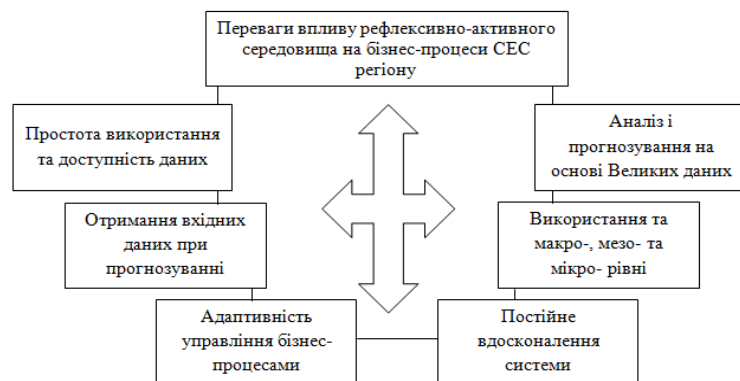 Переваги впливу рефлексивно-активного
середовища на бізнес-процеси СЕС
регіону
Простота використання
та доступність даних
Аналіз і
прогнозування на
основі Великих даних
Отримання вхідних
даних при
прогнозуванні
Використання та
макро-, мезо- та
мікро- рівні
Адаптивність
управління бізнес-
процесами
Постійне
вдосконалення
системи